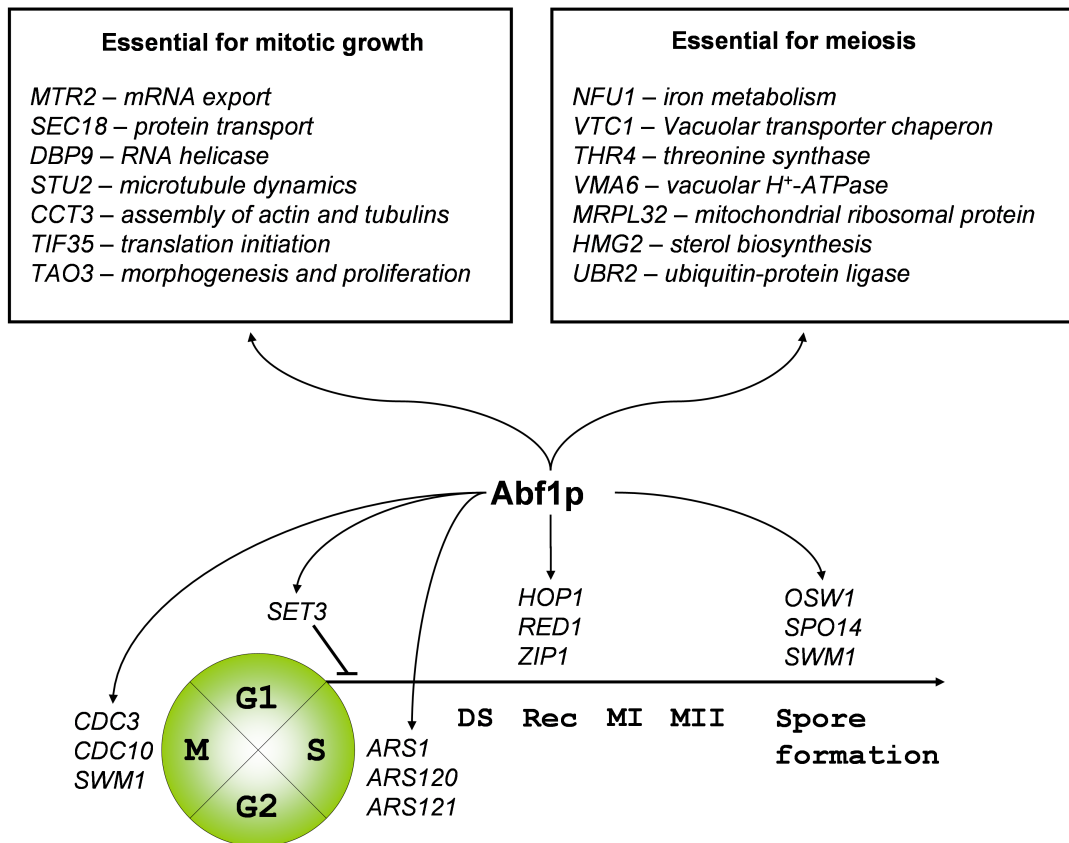 Essential for mitotic growth
MTR2 – mRNA export
SEC18 – protein transport
DBP9 – RNA helicase
STU2 – microtubule dynamics
CCT3 – assembly of actin and tubulins
TIF35 – translation initiation
TAO3 – morphogenesis and proliferation
Essential for meiosis
NFU1 – iron metabolism
VTC1 – Vacuolar transporter chaperon
THR4 – threonine synthase
VMA6 – vacuolar H⁺-ATPase
MRPL32 – mitochondrial ribosomal protein
HMG2 – sterol biosynthesis
UBR2 – ubiquitin-protein ligase
Abf1p
SET3
HOP1
RED1
ZIP1
OSW1
SPO14
SWM1
CDC3
CDC10
SWM1
G1
M
S
G2
ARS1
ARS120
ARS121
DS Rec MI MII
Spore
formation